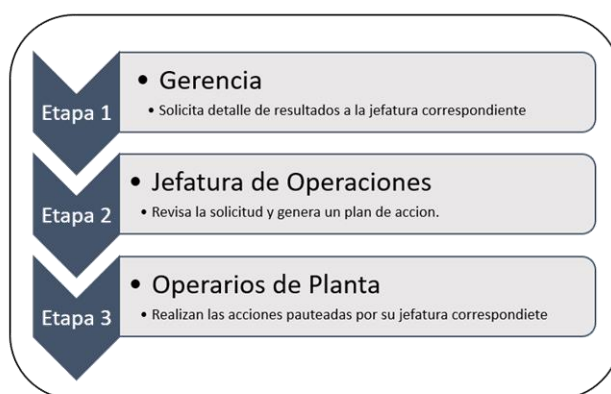 Etapa 1
• Gerencia
• Solicita detalle de resultados a la jefatura correspondiente
Etapa 2
• Jefatura de Operaciones
• Revisa la solicitud y genera un plan de accion.
Etapa 3
• Operarios de Planta
• Realizan las acciones pauteadas por su jefatura correspondiete